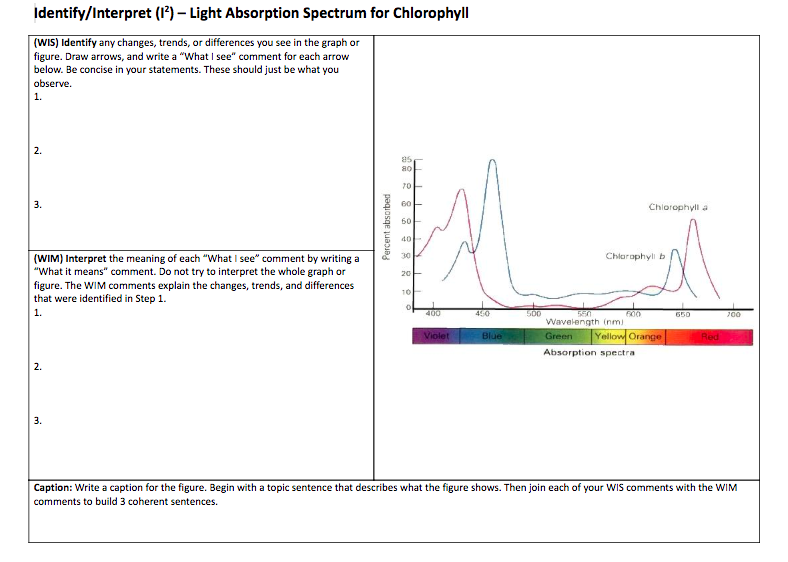 Identify/Interpret (I²) – Light Absorption Spectrum for Chlorophyll
(WIS) Identify any changes, trends, or differences you see in the graph or
figure. Draw arrows, and write a “What I see” comment for each arrow
below. Be concise in your statements. These should just be what you
observe.
1.
2.
3.
(WIM) Interpret the meaning of each “What I see” comment by writing a
“What it means” comment. Do not try to interpret the whole graph or
figure. The WIM comments explain the changes, trends, and differences
that were identified in Step 1.
1.
2.
3.
Percent absorbed
85
80
70
60
50
40
30
20
10
0
Chlorophyll a
Chlorophyll b
400 450 500 550 600 650 700
Wavelength (nm)
Violet Blue Green Yellow Orange Red
Absorption spectra
Caption: Write a caption for the figure. Begin with a topic sentence that describes what the figure shows. Then join each of your WIS comments with the WIM
comments to build 3 coherent sentences.